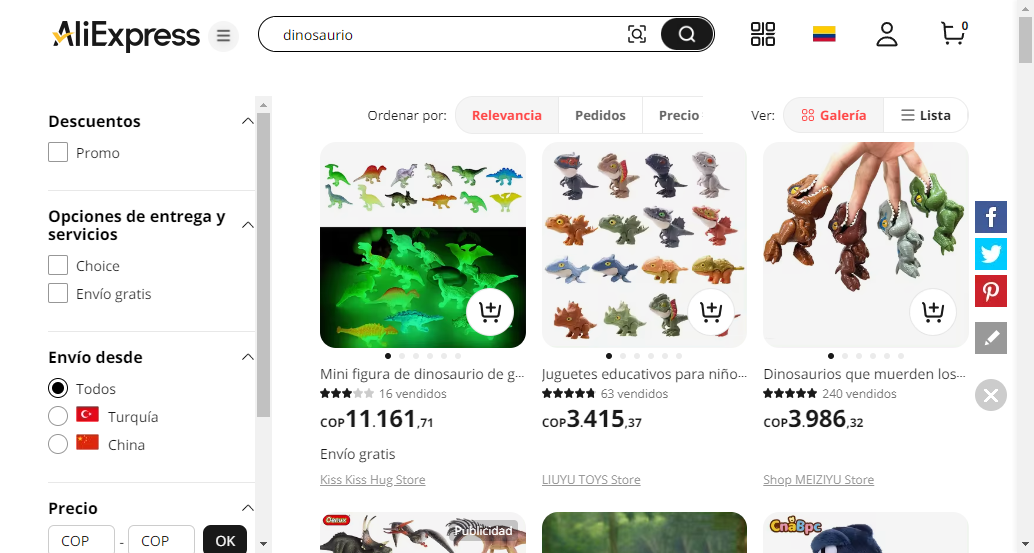 AliExpress
dinosaurio
0
Descuentos
Promo
Opciones de entrega y
servicios
Choice
Envío gratis
Envío desde
Todos
Turquía
China
Precio
COP - COP OK
Ordenar por: Relevancia Pedidos Precio
Ver: Galería Lista
Mini figura de dinosaurio de g...
16 vendidos
COP11.161,71
Envío gratis
Kiss Kiss Hug Store
Juguetes educativos para niño...
63 vendidos
COP3.415,37
LIUYU TOYS Store
Dinosaurios que muerden los...
240 vendidos
COP3.986,32
Shop MEIZIYU Store
Oenux
Publicidad
CnaBpc